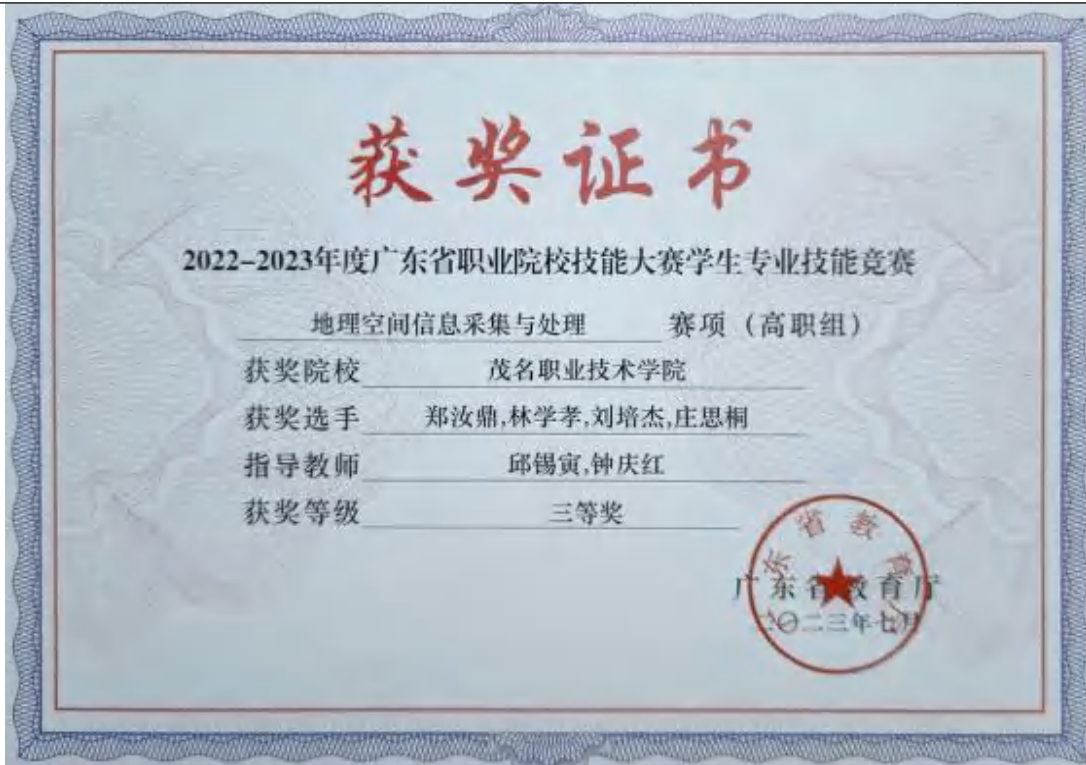 获奖证书
2022-2023年度广东省职业院校技能大赛学生专业技能竞赛
地理空间信息采集与处理 赛项（高职组）
获奖院校 茂名职业技术学院
获奖选手 郑汝鼎,林学孝,刘培杰,庄思桐
指导教师 邱锡寅,钟庆红
获奖等级 三等奖
广东省教育厅
二〇二三年七月